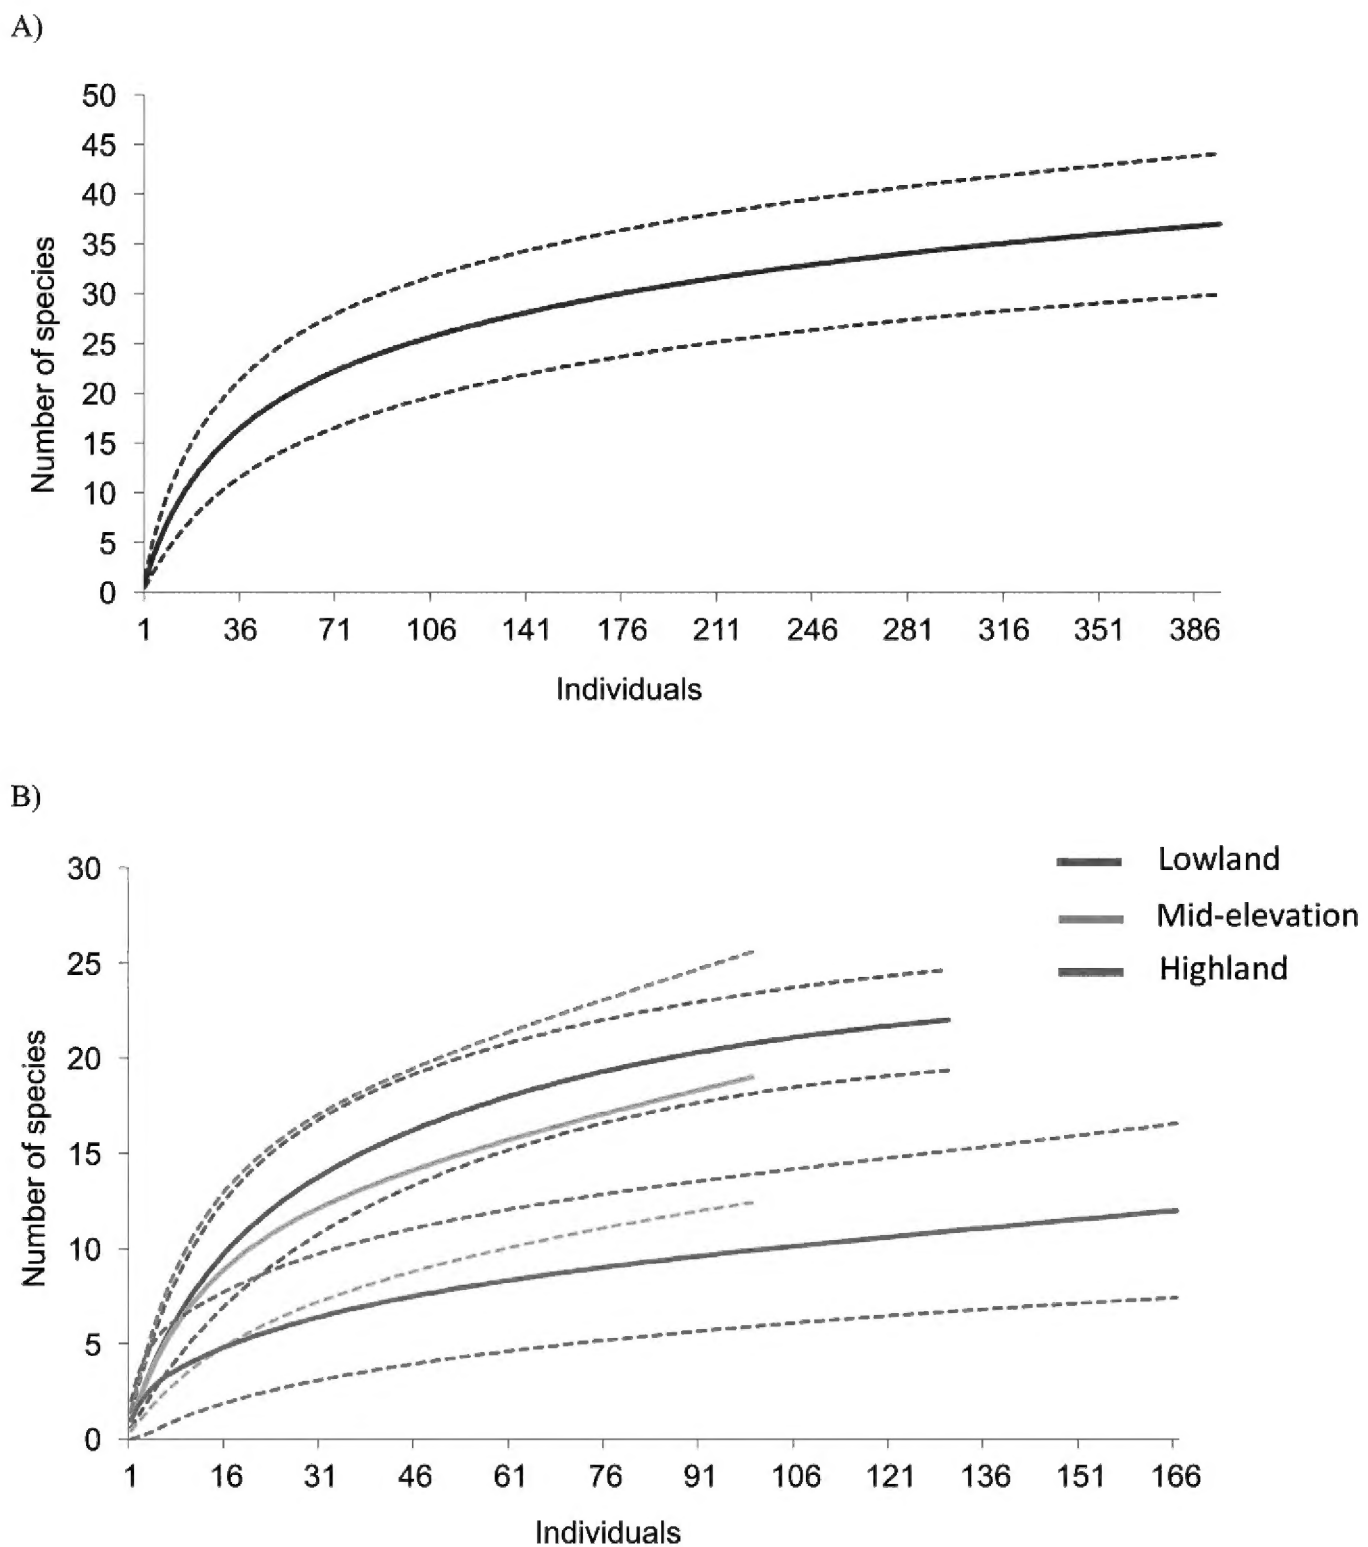 A)
50
45
40
35
30
25
20
15
10
5
0
Number of species
1 36 71 106 141 176 211 246 281 316 351 386
Individuals
B)
30
25
20
15
10
5
0
Number of species
Lowland
Mid-elevation
Highland
1 16 31 46 61 76 91 106 121 136 151 166
Individuals